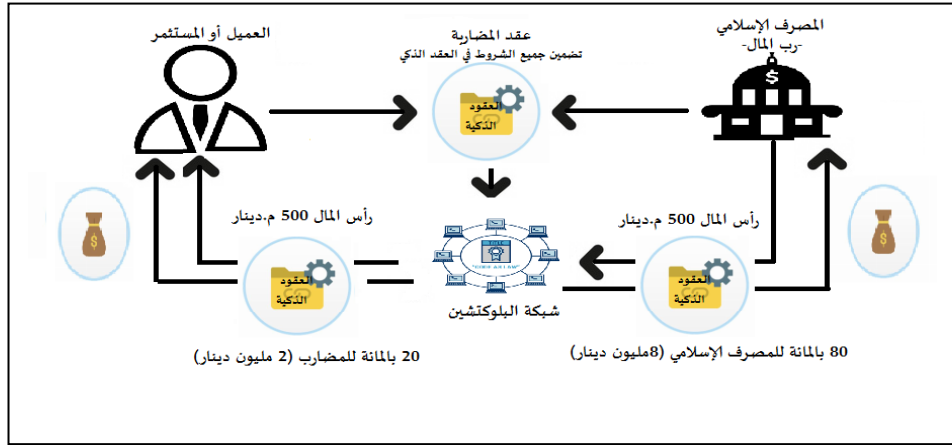 المصرف الإسلامي
-رب المال-
عقد المضاربة
تضمين جميع الشروط في العقد الذكي
العميل أو المستثمر
$
العقود
الذكية
رأس المال 500 م.دينار
رأس المال 500 م.دينار
$
العقود
الذكية
العقود
الذكية
$
شبكة البلوكتشين
80 بالمائة للمصرف الإسلامي (8مليون دينار)
20 بالمائة للمضارب (2 مليون دينار)